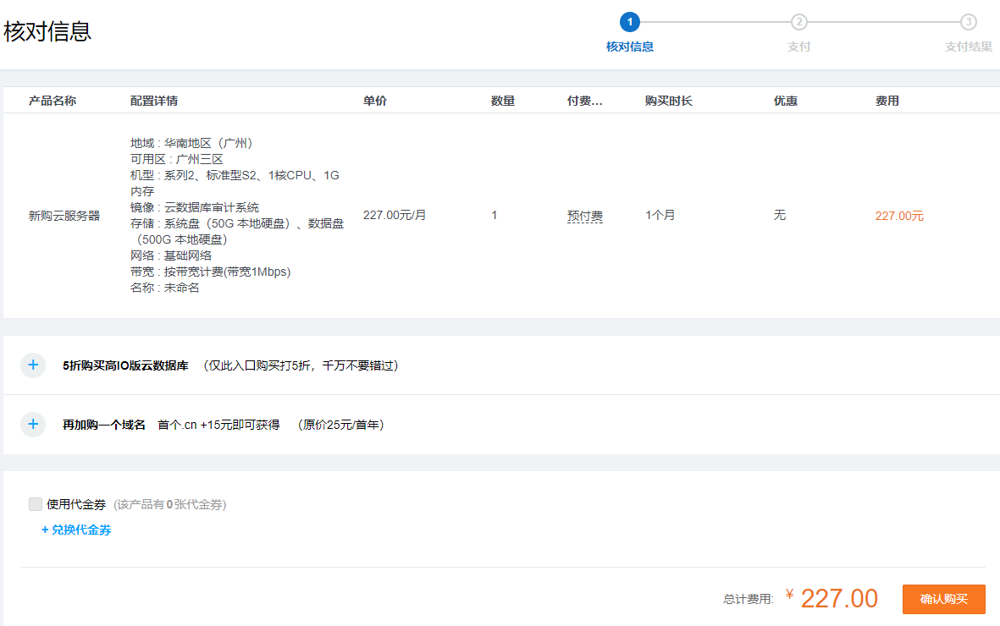 核对信息
1
2
3
核对信息
支付
支付结果
产品名称
配置详情
单价
数量
付费...
购买时长
优惠
费用
新购云服务器
地域 : 华南地区（广州）
可用区 : 广州三区
机型 : 系列2、标准型S2、1核CPU、1G
内存
镜像 : 云数据库审计系统
存储 : 系统盘（50G 本地硬盘）、数据盘
（500G 本地硬盘）
网络 : 基础网络
带宽 : 按带宽计费(带宽1Mbps)
名称 : 未命名
227.00元/月
1
预付费
1个月
无
227.00元
+ 5折购买高IO版云数据库 （仅此入口购买打5折，千万不要错过）
+ 再加购一个域名 首个.cn +15元即可获得 （原价25元/首年）
使用代金券 (该产品有0张代金券)
+ 兑换代金券
总计费用: ¥ 227.00
确认购买